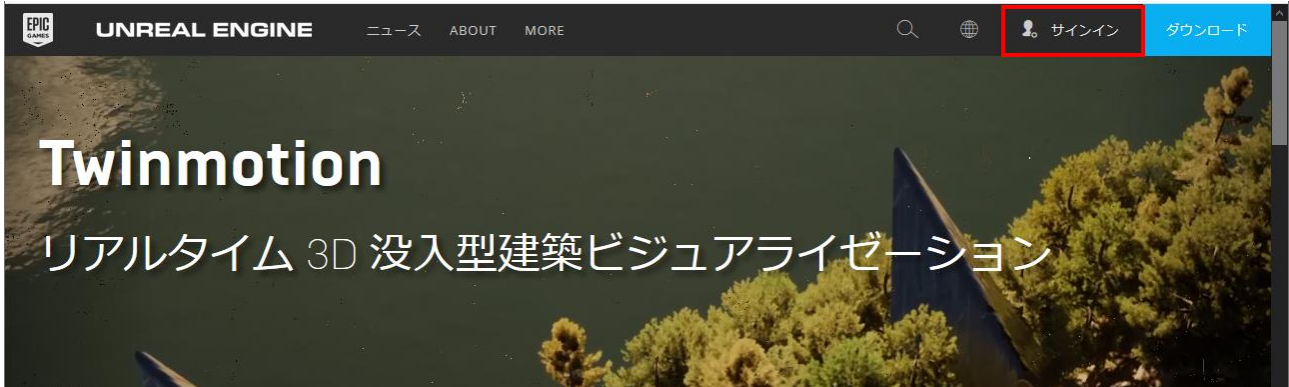 EPIC GAMES UNREAL ENGINE ニュース ABOUT MORE サインイン ダウンロード
Twinmotion
リアルタイム 3D 没入型建築ビジュアライゼーション